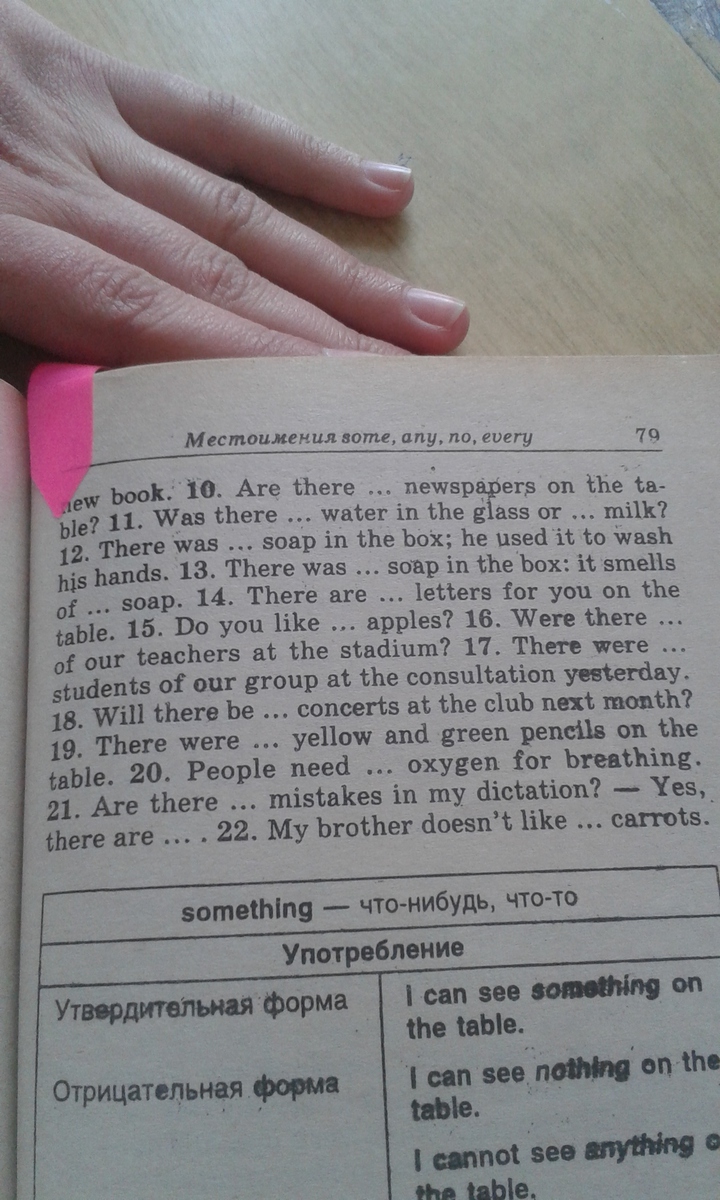 Местоимения some, any, no, every 79
new book. 10. Are there ... newspapers on the ta-
ble? 11. Was there ... water in the glass or ... milk?
12. There was ... soap in the box; he used it to wash
his hands. 13. There was ... soap in the box: it smells
of ... soap. 14. There are ... letters for you on the
table. 15. Do you like ... apples? 16. Were there ...
of our teachers at the stadium? 17. There were ...
students of our group at the consultation yesterday.
18. Will there be ... concerts at the club next month?
19. There were ... yellow and green pencils on the
table. 20. People need ... oxygen for breathing.
21. Are there ... mistakes in my dictation? — Yes,
there are ... . 22. My brother doesn't like ... carrots.
something — что-нибудь, что-то
Употребление
Утвердительная форма
I can see something on
the table.
Отрицательная форма
I can see nothing on the
table.
I cannot see anything
the table.